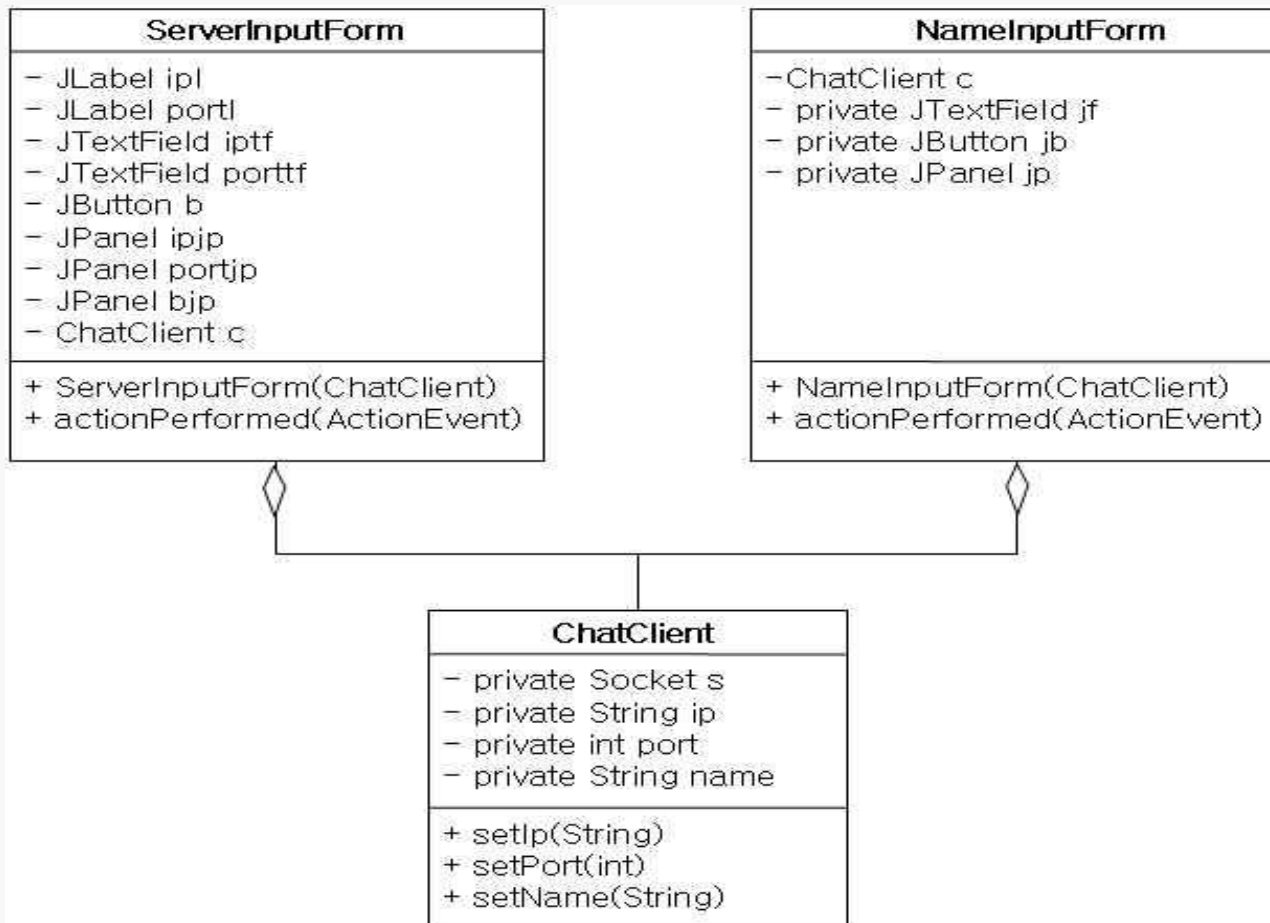 ServerInputForm
- JLabel ipl
- JLabel portl
- JTextField iptf
- JTextField porttf
- JButton b
- JPanel ipjp
- JPanel portjp
- JPanel bjp
- ChatClient c
+ ServerInputForm(ChatClient)
+ actionPerformed(ActionEvent)
NameInputForm
-ChatClient c
- private JTextField jf
- private JButton jb
- private JPanel jp
+ NameInputForm(ChatClient)
+ actionPerformed(ActionEvent)
ChatClient
- private Socket s
- private String ip
- private int port
- private String name
+ setIp(String)
+ setPort(int)
+ setName(String)